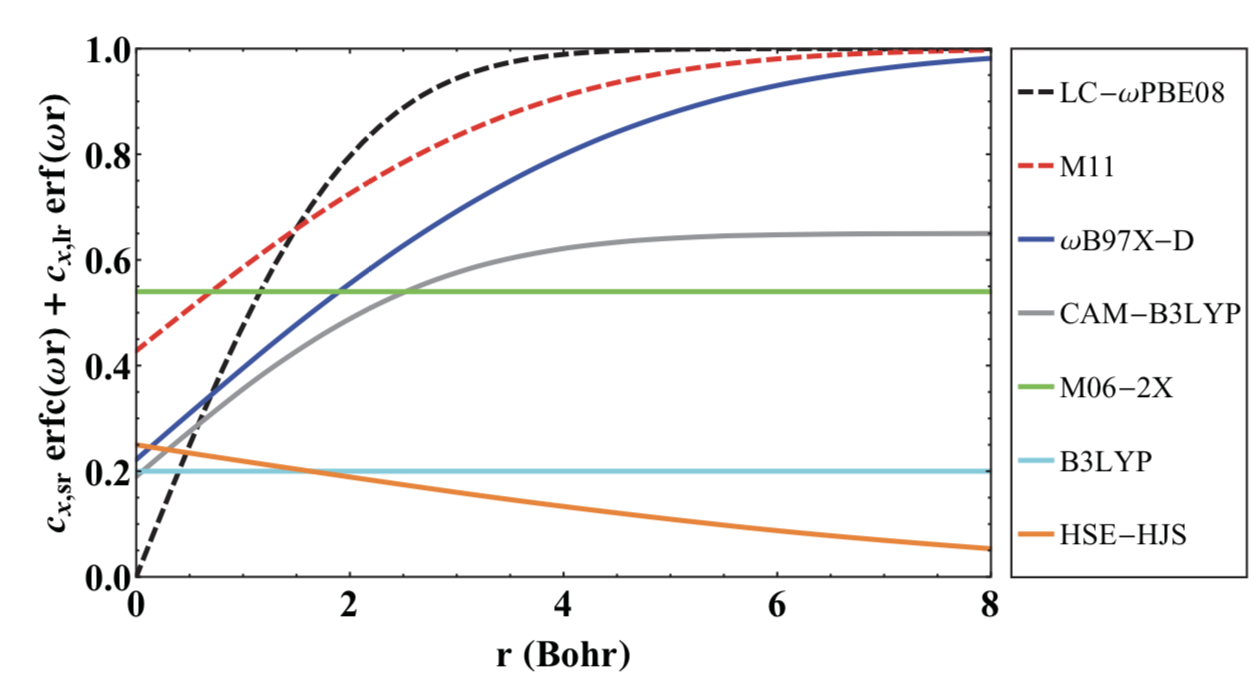 c_{x,sr} erfc(ωr) + c_{x,lr} erf(ωr)
1.0
0.8
0.6
0.4
0.2
0.0
0 2 4 6 8
r (Bohr)
LC−ωPBE08
M11
ωB97X−D
CAM−B3LYP
M06−2X
B3LYP
HSE−HJS